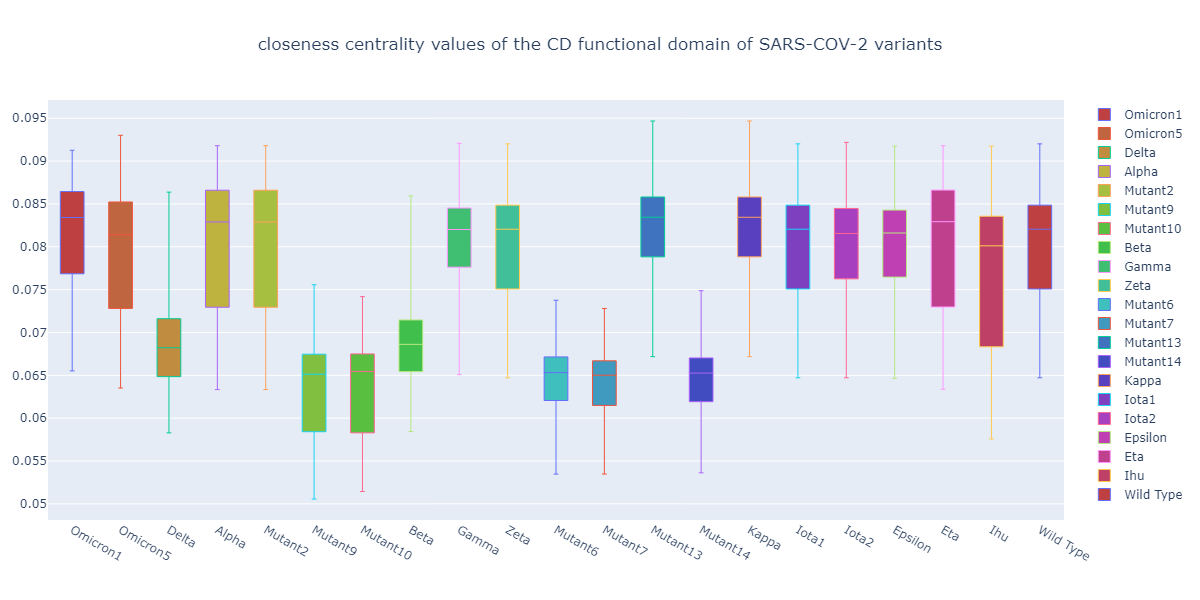 closeness centrality values of the CD functional domain of SARS-COV-2 variants
0.095
0.09
0.085
0.08
0.075
0.07
0.065
0.06
0.055
0.05
Omicron1
Omicron5
Delta
Alpha
Mutant2
Mutant9
Mutant10
Beta
Gamma
Zeta
Mutant6
Mutant7
Mutant13
Mutant14
Kappa
Iota1
Iota2
Epsilon
Eta
Ihu
Wild Type
Omicron1
Omicron5
Delta
Alpha
Mutant2
Mutant9
Mutant10
Beta
Gamma
Zeta
Mutant6
Mutant7
Mutant13
Mutant14
Kappa
Iota1
Iota2
Epsilon
Eta
Ihu
Wild Type